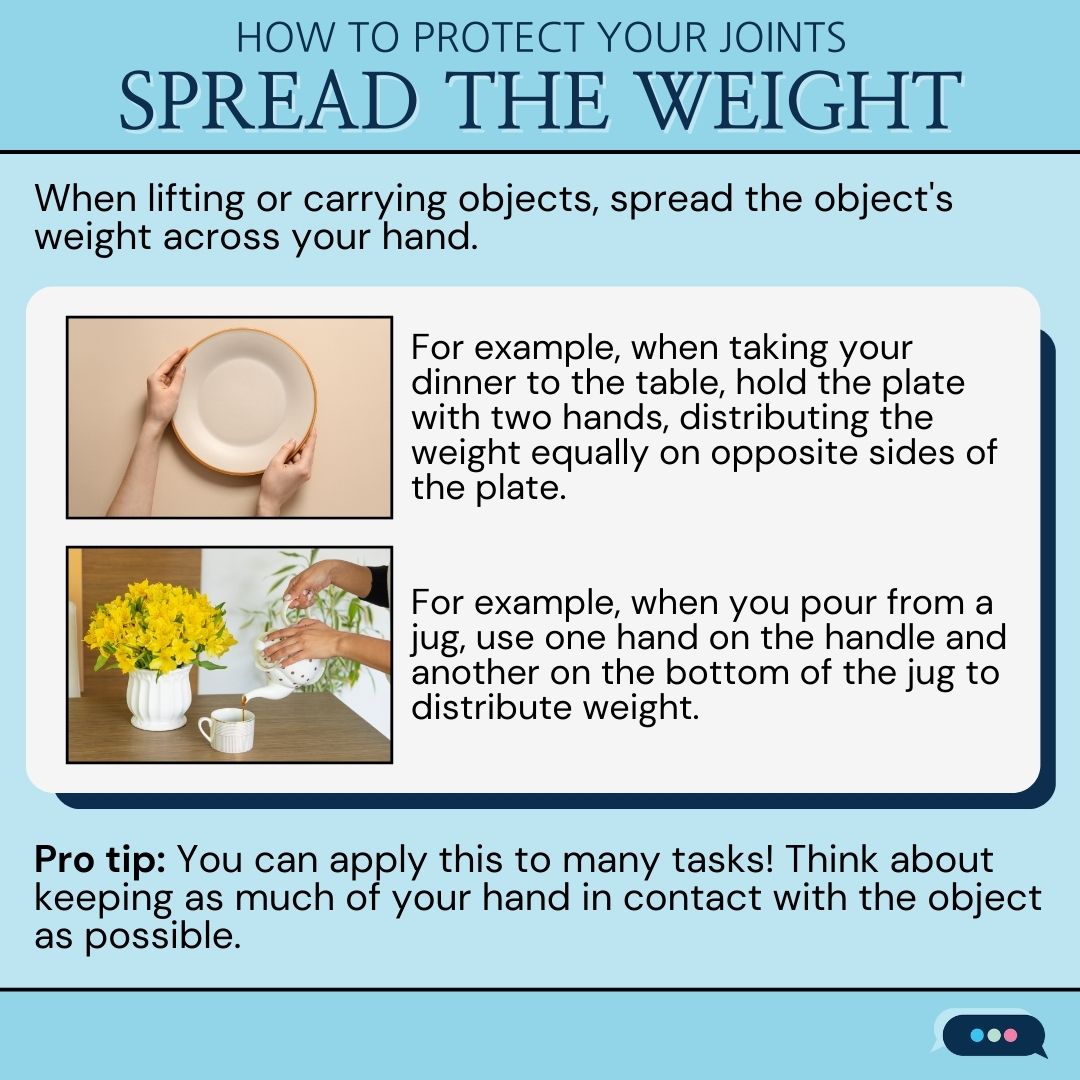 HOW TO PROTECT YOUR JOINTS
SPREAD THE WEIGHT
When lifting or carrying objects, spread the object's
weight across your hand.
For example, when taking your
dinner to the table, hold the plate
with two hands, distributing the
weight equally on opposite sides of
the plate.
For example, when you pour from a
jug, use one hand on the handle and
another on the bottom of the jug to
distribute weight.
Pro tip: You can apply this to many tasks! Think about
keeping as much of your hand in contact with the object
as possible.